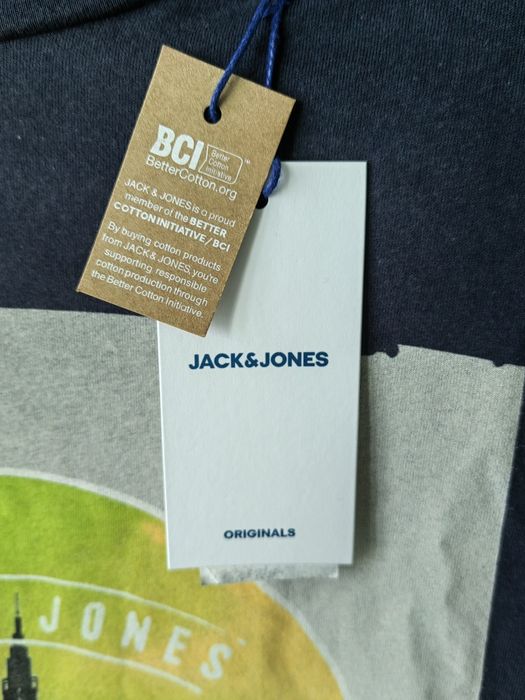 BCI Better
Cotton
Initiative ™
BetterCotton.org
JACK & JONES is a proud
member of the BETTER
COTTON INITIATIVE/BCI
By buying cotton products
from JACK & JONES, you're
supporting responsible
cotton production through
the Better Cotton Initiative.
JACK&JONES
ORIGINALS
JONES